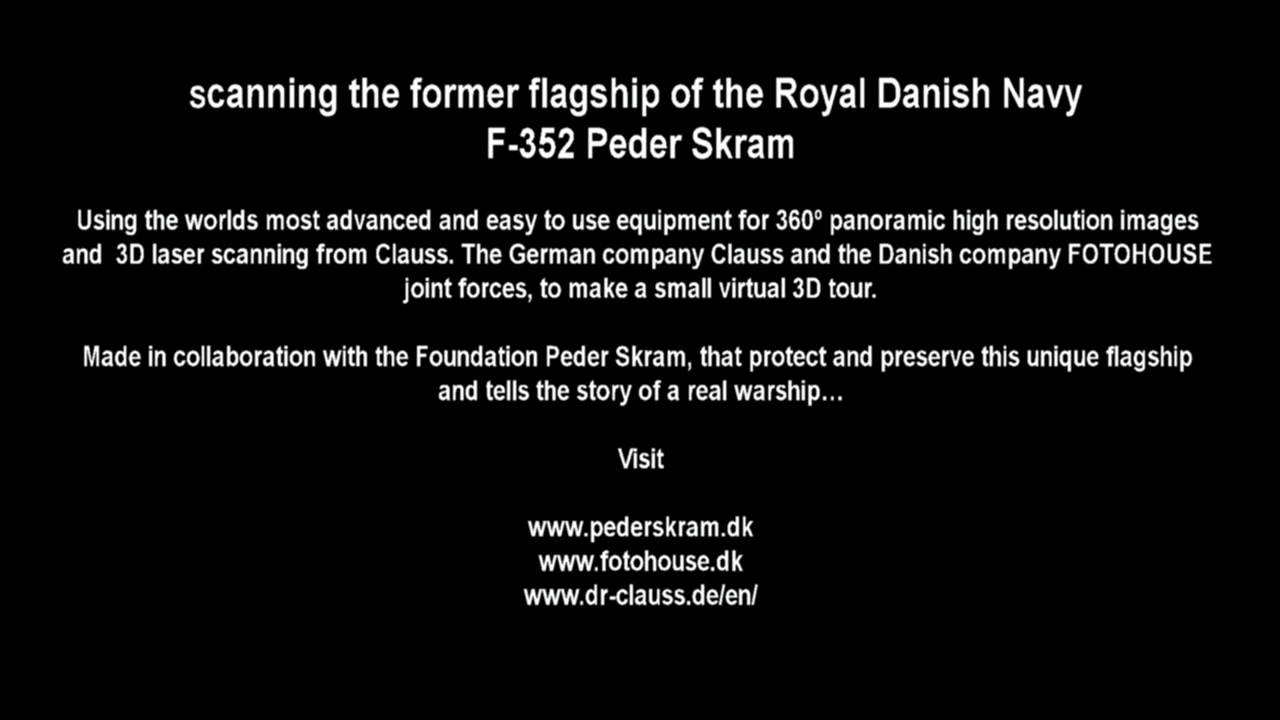 scanning the former flagship of the Royal Danish Navy
F-352 Peder Skram
Using the worlds most advanced and easy to use equipment for 360º panoramic high resolution images
and 3D laser scanning from Clauss. The German company Clauss and the Danish company FOTOHOUSE
joint forces, to make a small virtual 3D tour.
Made in collaboration with the Foundation Peder Skram, that protect and preserve this unique flagship
and tells the story of a real warship...
Visit
www.pederskram.dk
www.fotohouse.dk
www.dr-clauss.de/en/